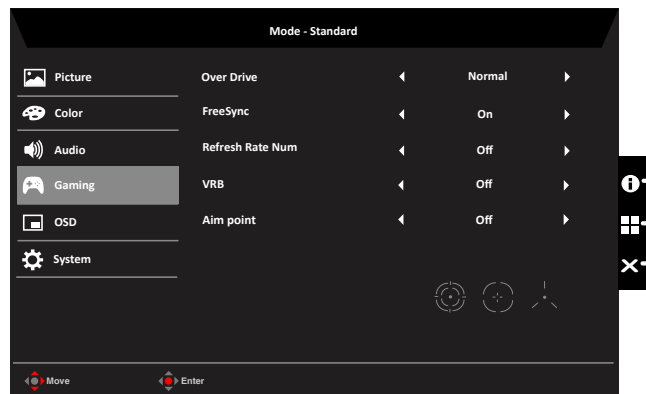 Mode - Standard
Picture
Over Drive Normal
Color
FreeSync On
Audio
Refresh Rate Num Off
Gaming
VRB Off
OSD
Aim point Off
System
Move Enter